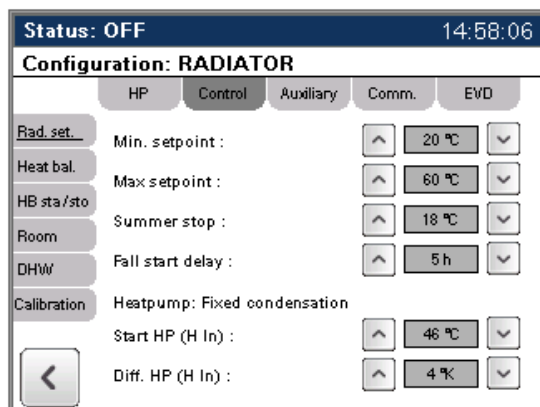 Status: OFF 14:58:06
Configuration: RADIATOR
HP Control Auxiliary Comm. EVD
Rad. set.
Heat bal.
HB sta/sto
Room
DHW
Calibration
Min. setpoint : 20 °C
Max setpoint : 60 °C
Summer stop : 18 °C
Fall start delay : 5 h
Heatpump: Fixed condensation
Start HP (H In) : 46 °C
Diff. HP (H In) : 4 °K